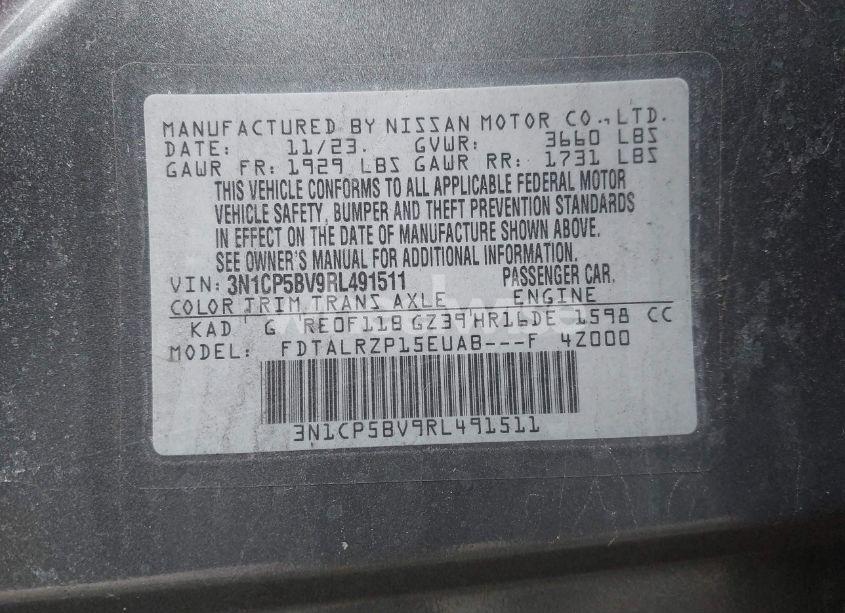 MANUFACTURED BY NISSAN MOTOR CO.,LTD.
DATE: 11/23. GVWR: 3660 LBS
GAWR FR: 1929 LBS GAWR RR: 1731 LBS
THIS VEHICLE CONFORMS TO ALL APPLICABLE FEDERAL MOTOR
VEHICLE SAFETY, BUMPER AND THEFT PREVENTION STANDARDS
IN EFFECT ON THE DATE OF MANUFACTURE SHOWN ABOVE.
SEE OWNER'S MANUAL FOR ADDITIONAL INFORMATION.
VIN: 3N1CP5BV9RL491511 PASSENGER CAR.
COLOR TRIM TRANS AXLE ENGINE
KAD G RE0F11B GZ39 HR16DE 1598 CC
MODEL: FDTALRZP15EUAB---F 4Z000
3N1CP5BV9RL491511